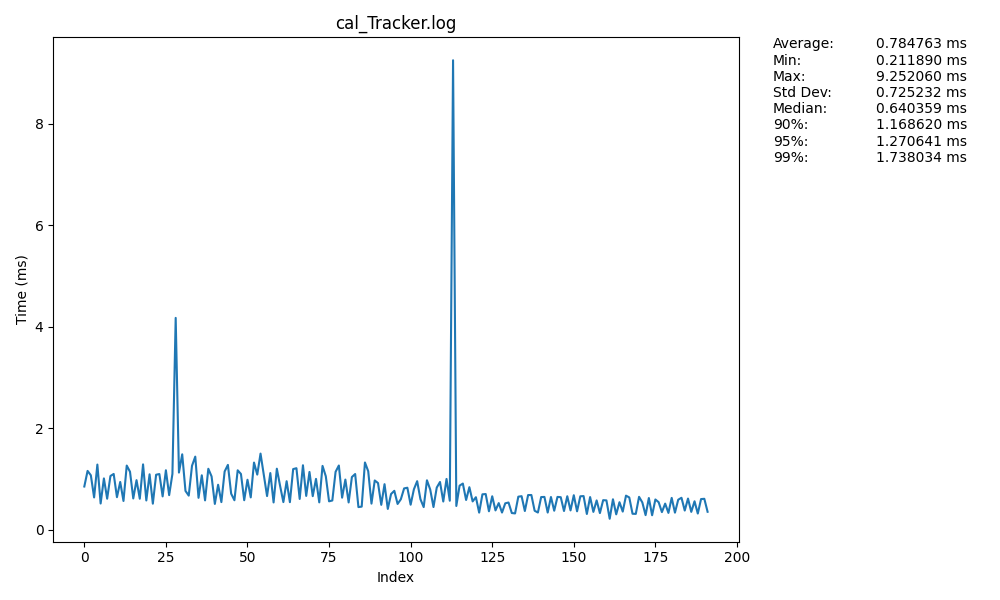 cal_Tracker.log
Average: 0.784763 ms
Min: 0.211890 ms
Max: 9.252060 ms
Std Dev: 0.725232 ms
Median: 0.640359 ms
90%: 1.168620 ms
95%: 1.270641 ms
99%: 1.738034 ms
Time (ms)
8
6
4
2
0
0 25 50 75 100 125 150 175 200
Index